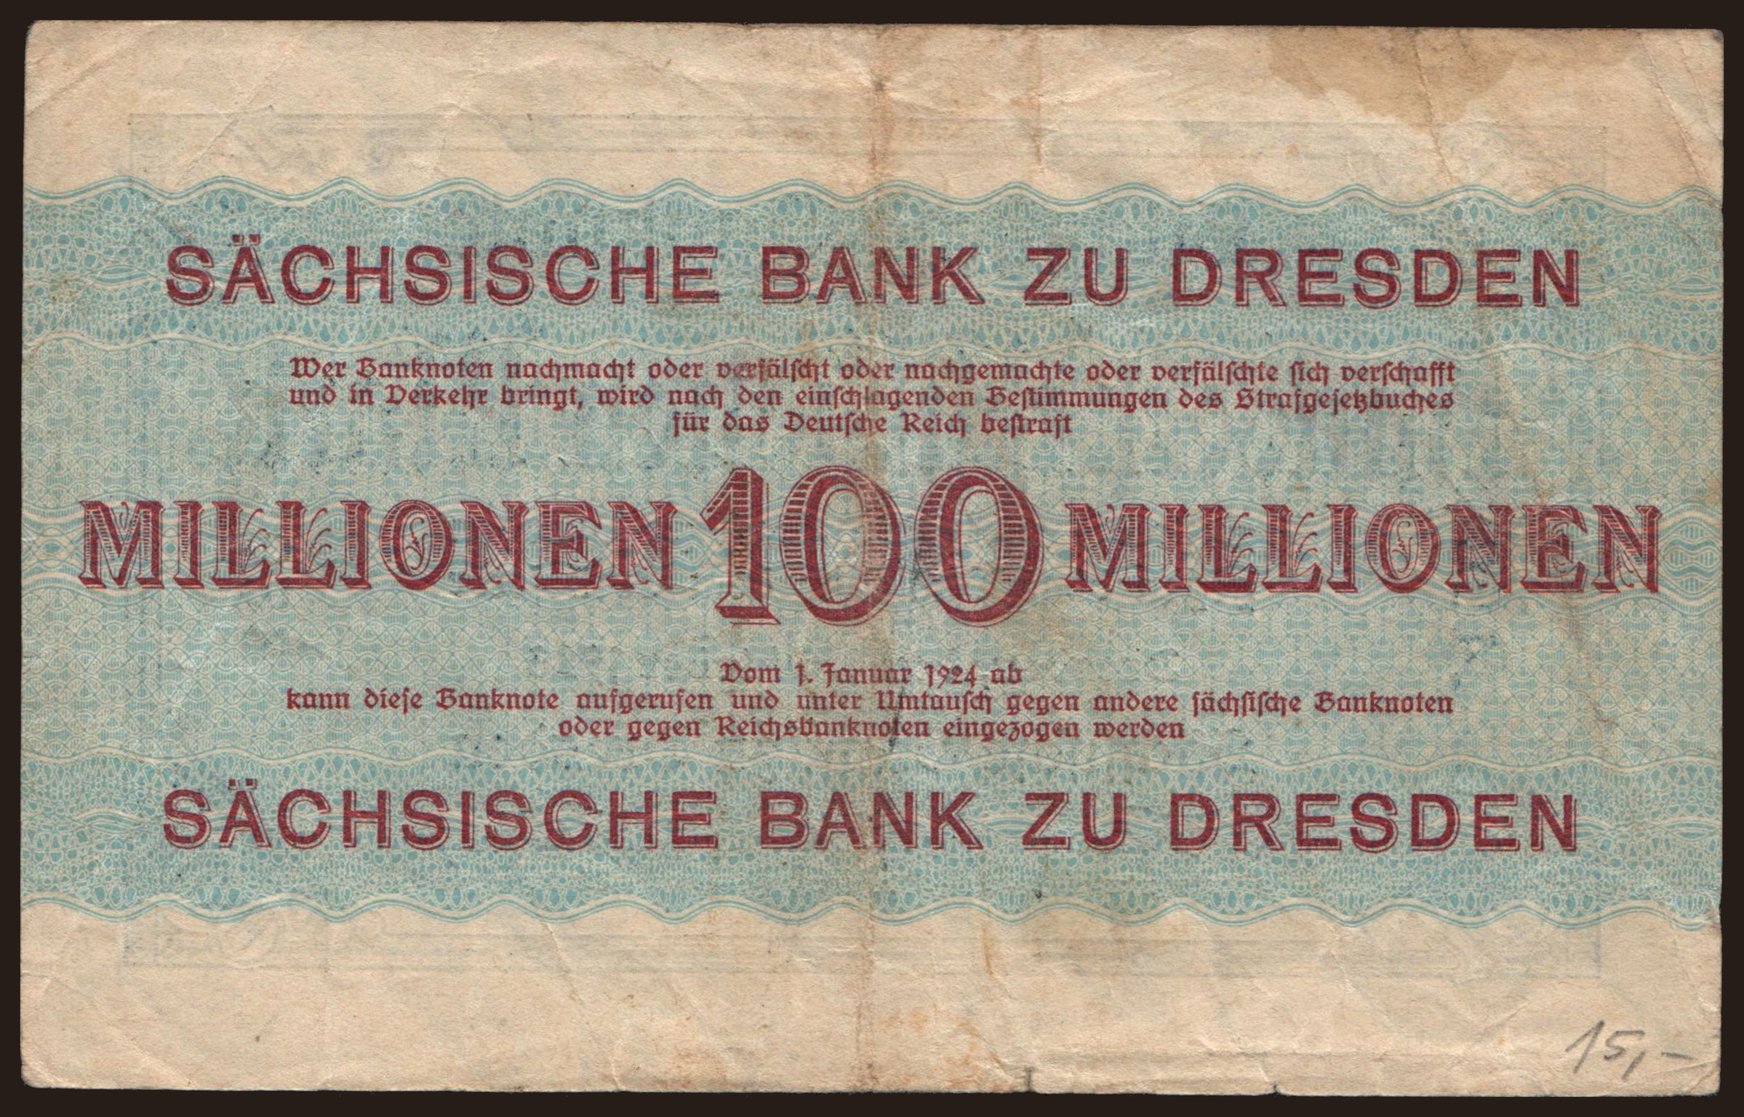 SÄCHSISCHE BANK ZU DRESDEN
Wer Banknoten nachmacht oder verfälscht oder nachgemachte oder verfälschte sich verschafft
und in Verkehr bringt, wird nach den einschlagenden Bestimmungen des Strafgesetzbuches
für das Deutsche Reich bestraft
MILLIONEN 100 MILLIONEN
Vom 1. Januar 1924 ab
kann diese Banknote aufgerufen und unter Umtausch gegen andere sächsische Banknoten
oder gegen Reichsbanknoten eingezogen werden
SÄCHSISCHE BANK ZU DRESDEN
15,-